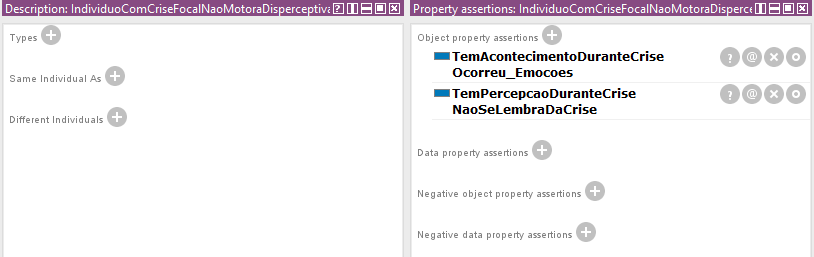 Description: IndividuoComCriseFocalNaoMotoraDisperceptiva
Types
Same Individual As
Different Individuals
Property assertions: IndividuoComCriseFocalNaoMotoraDisperce
Object property assertions
TemAcontecimentoDuranteCrise
Ocorreu_Emocoes
TemPercepcaoDuranteCrise
NaoSeLembraDaCrise
Data property assertions
Negative object property assertions
Negative data property assertions